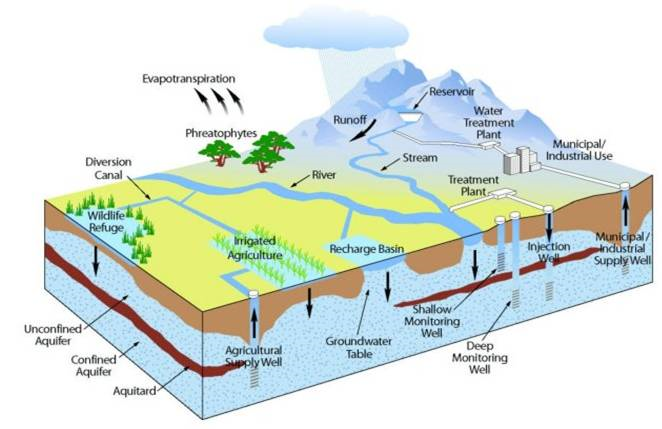 Evapotranspiration
Reservoir
Runoff
Water
Treatment
Plant
Phreatophytes
Municipal/
Industrial Use
Diversion
Canal
Stream
River
Treatment
Plant
Wildlife
Refuge
Irrigated
Agriculture
Recharge Basin
Injection
Well
Municipal/
Industrial
Supply Well
Shallow
Monitoring
Well
Unconfined
Aquifer
Agricultural
Supply Well
Groundwater
Table
Deep
Monitoring
Well
Confined
Aquifer
Aquitard